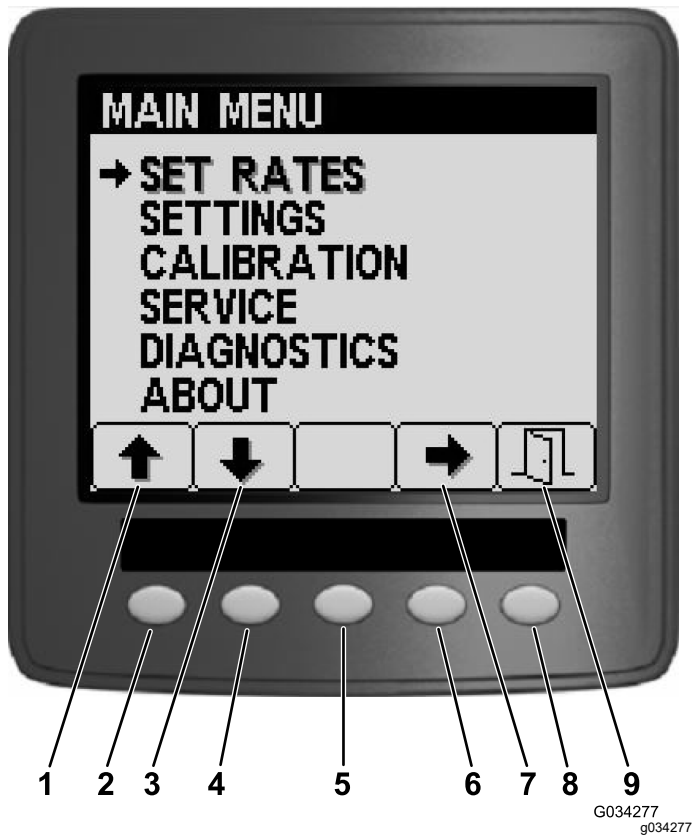 MAIN MENU
SET RATES
SETTINGS
CALIBRATION
SERVICE
DIAGNOSTICS
ABOUT
1 2 3 4 5 6 7 8 9
G034277
g034277